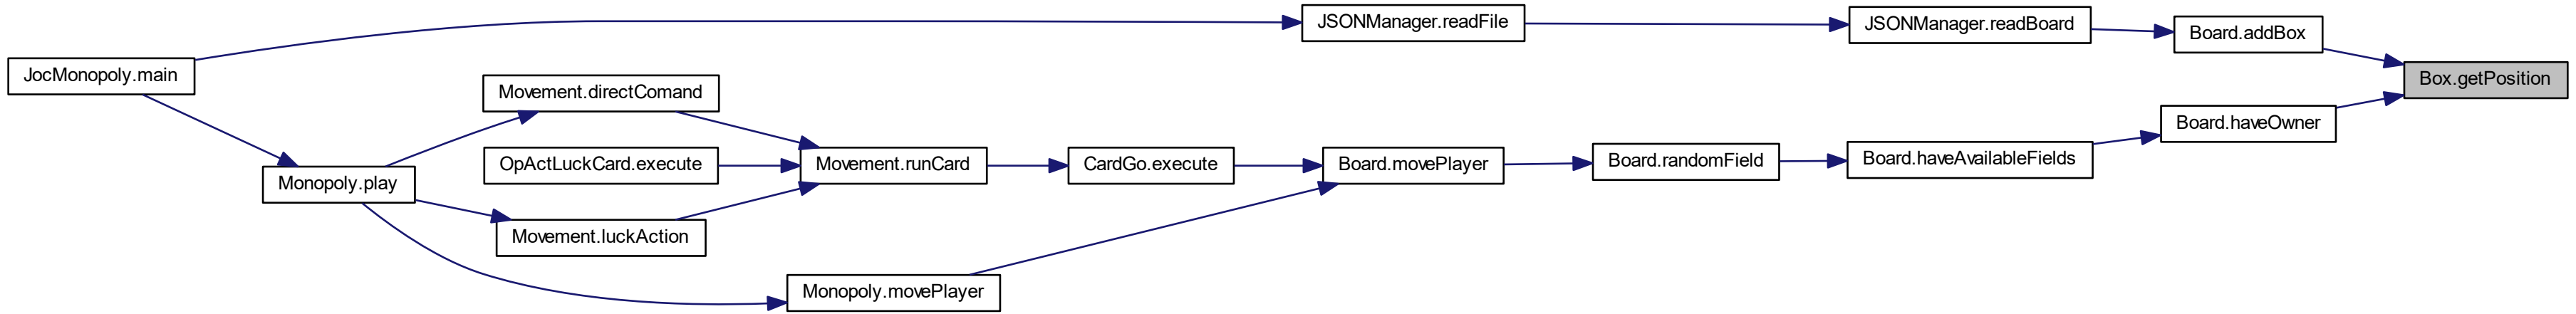 JSONManager.readFile
JSONManager.readBoard
Board.addBox
JocMonopoly.main
Box.getPosition
Movement.directComand
Board.haveOwner
OpActLuckCard.execute
Movement.runCard
CardGo.execute
Board.movePlayer
Board.randomField
Board.haveAvailableFields
Monopoly.play
Movement.luckAction
Monopoly.movePlayer